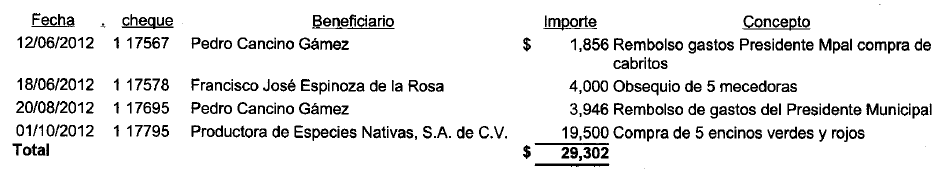 Fecha . cheque Beneficiario Importe Concepto
12/06/2012 1 17567 Pedro Cancino Gámez $ 1,856 Rembolso gastos Presidente Mpal compra de
cabritos
18/06/2012 1 17578 Francisco José Espinoza de la Rosa 4,000 Obsequio de 5 mecedoras
20/08/2012 1 17695 Pedro Cancino Gámez 3,946 Rembolso de gastos del Presidente Municipal
01/10/2012 1 17795 Productora de Especies Nativas, S.A. de C.V. 19,500 Compra de 5 encinos verdes y rojos
Total $ 29,302